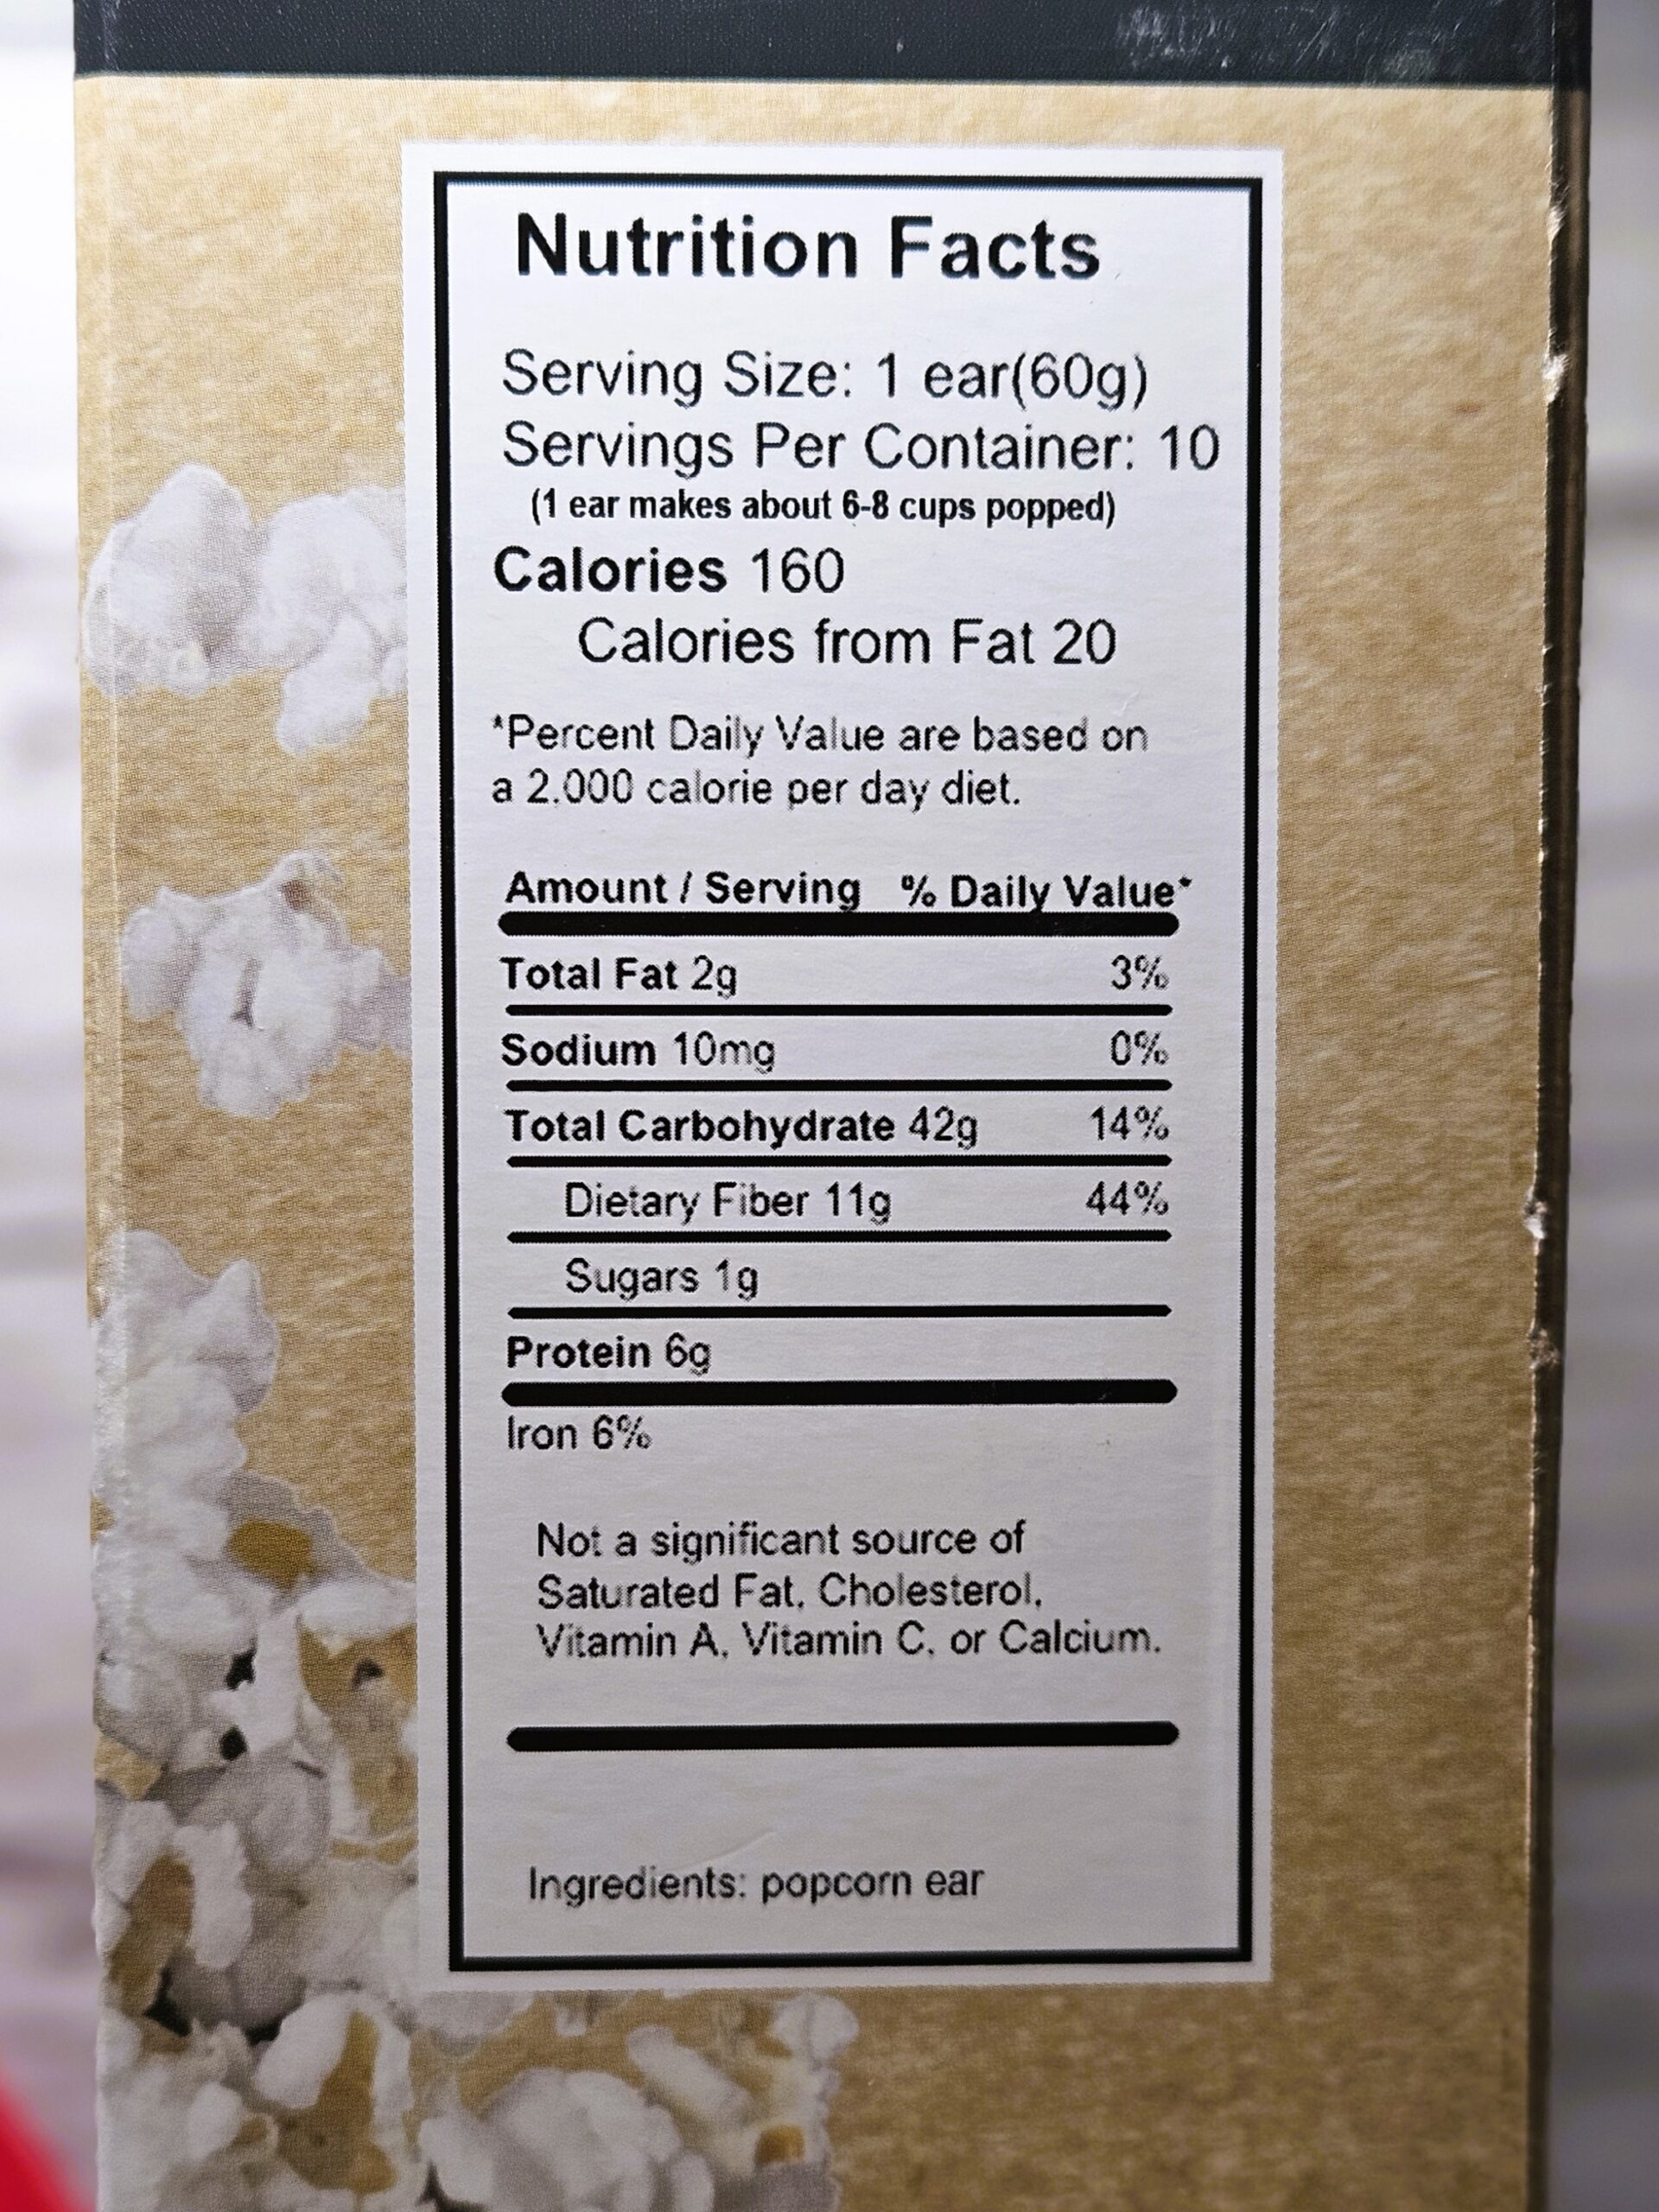 Nutrition Facts
Serving Size: 1 ear(60g)
Servings Per Container: 10
(1 ear makes about 6-8 cups popped)
Calories 160
Calories from Fat 20
*Percent Daily Value are based on
a 2,000 calorie per day diet.
Amount / Serving % Daily Value*
Total Fat 2g 3%
Sodium 10mg 0%
Total Carbohydrate 42g 14%
Dietary Fiber 11g 44%
Sugars 1g
Protein 6g
Iron 6%
Not a significant source of
Saturated Fat, Cholesterol,
Vitamin A, Vitamin C, or Calcium.
Ingredients: popcorn ear